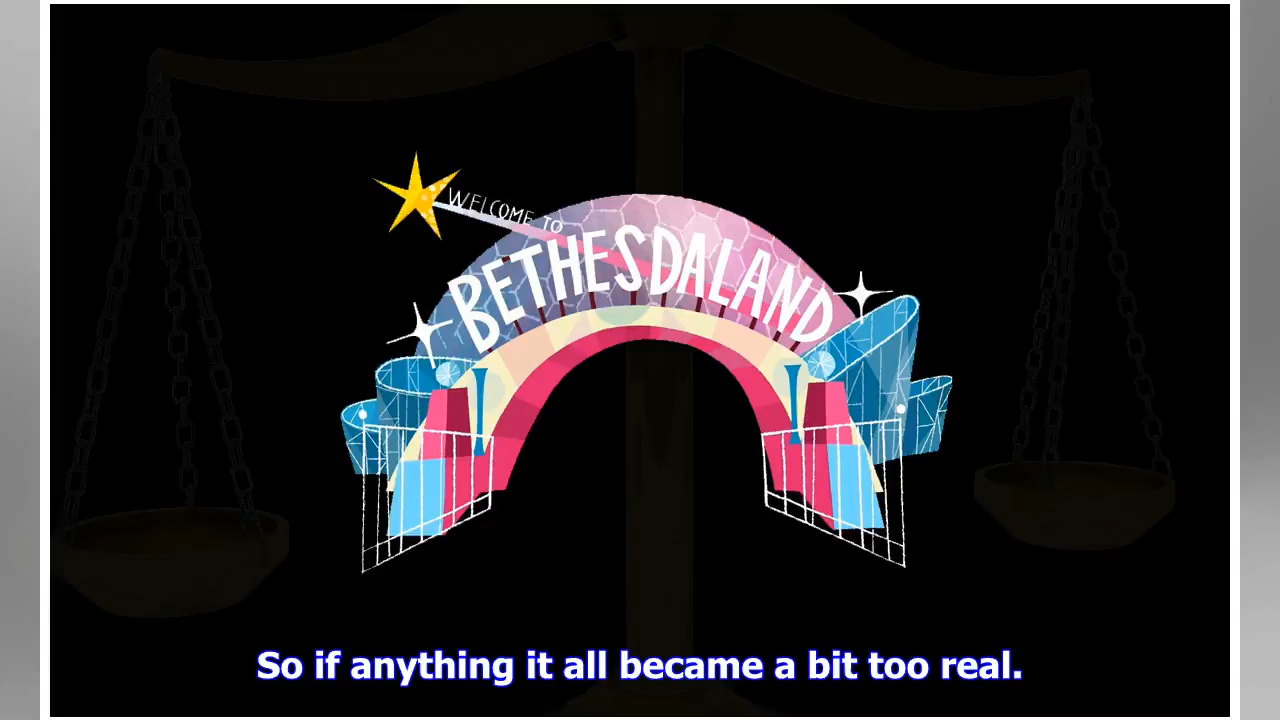 WELCOME TO
BETHESDALAND
So if anything it all became a bit too real.